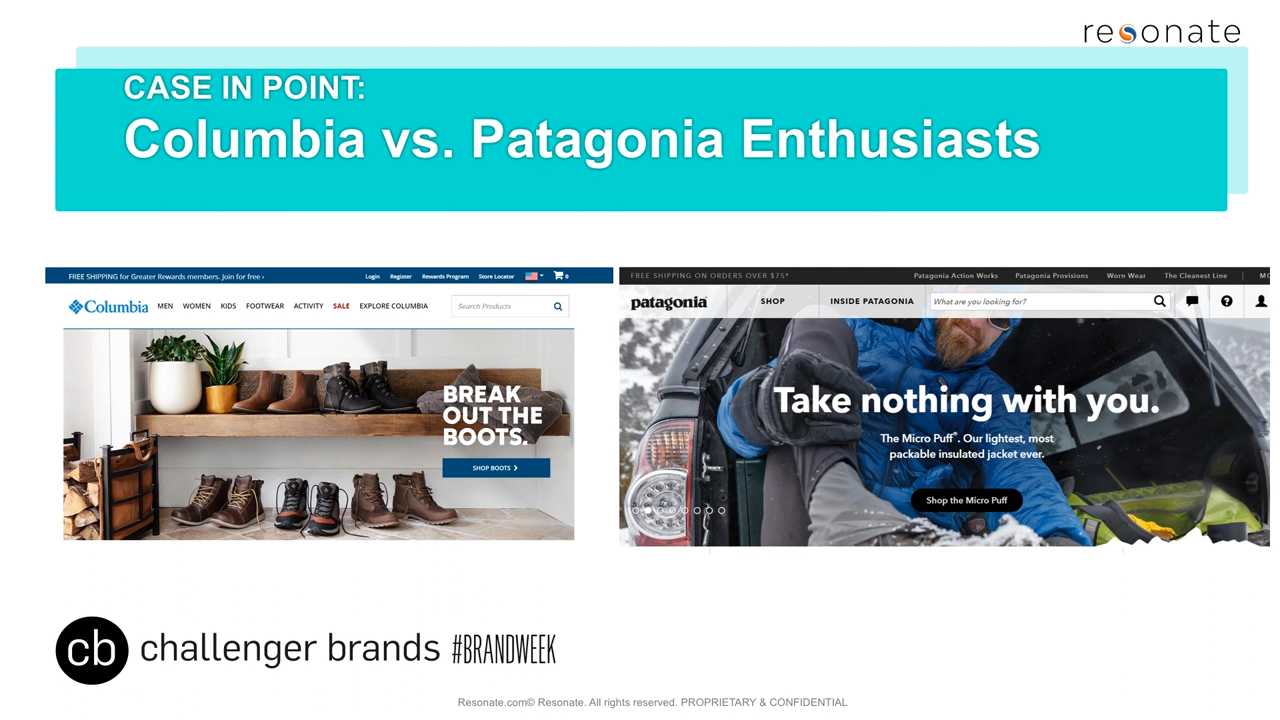 resonate
CASE IN POINT:
Columbia vs. Patagonia Enthusiasts
FREE SHIPPING for Greater Rewards members. Join for free ›
Login Register Rewards Program Store Locator 0
Columbia MEN WOMEN KIDS FOOTWEAR ACTIVITY SALE EXPLORE COLUMBIA Search Products
BREAK
OUT THE
BOOTS.
SHOP BOOTS
FREE SHIPPING ON ORDERS OVER $75*
Patagonia Action Works Patagonia Provisions Worn Wear The Cleanest Line | MO
patagonia SHOP INSIDE PATAGONIA What are you looking for? ?
Take nothing with you.
The Micro Puff®. Our lightest, most
packable insulated jacket ever.
Shop the Micro Puff
cb challenger brands #BRANDWEEK
Resonate.com© Resonate. All rights reserved. PROPRIETARY & CONFIDENTIAL